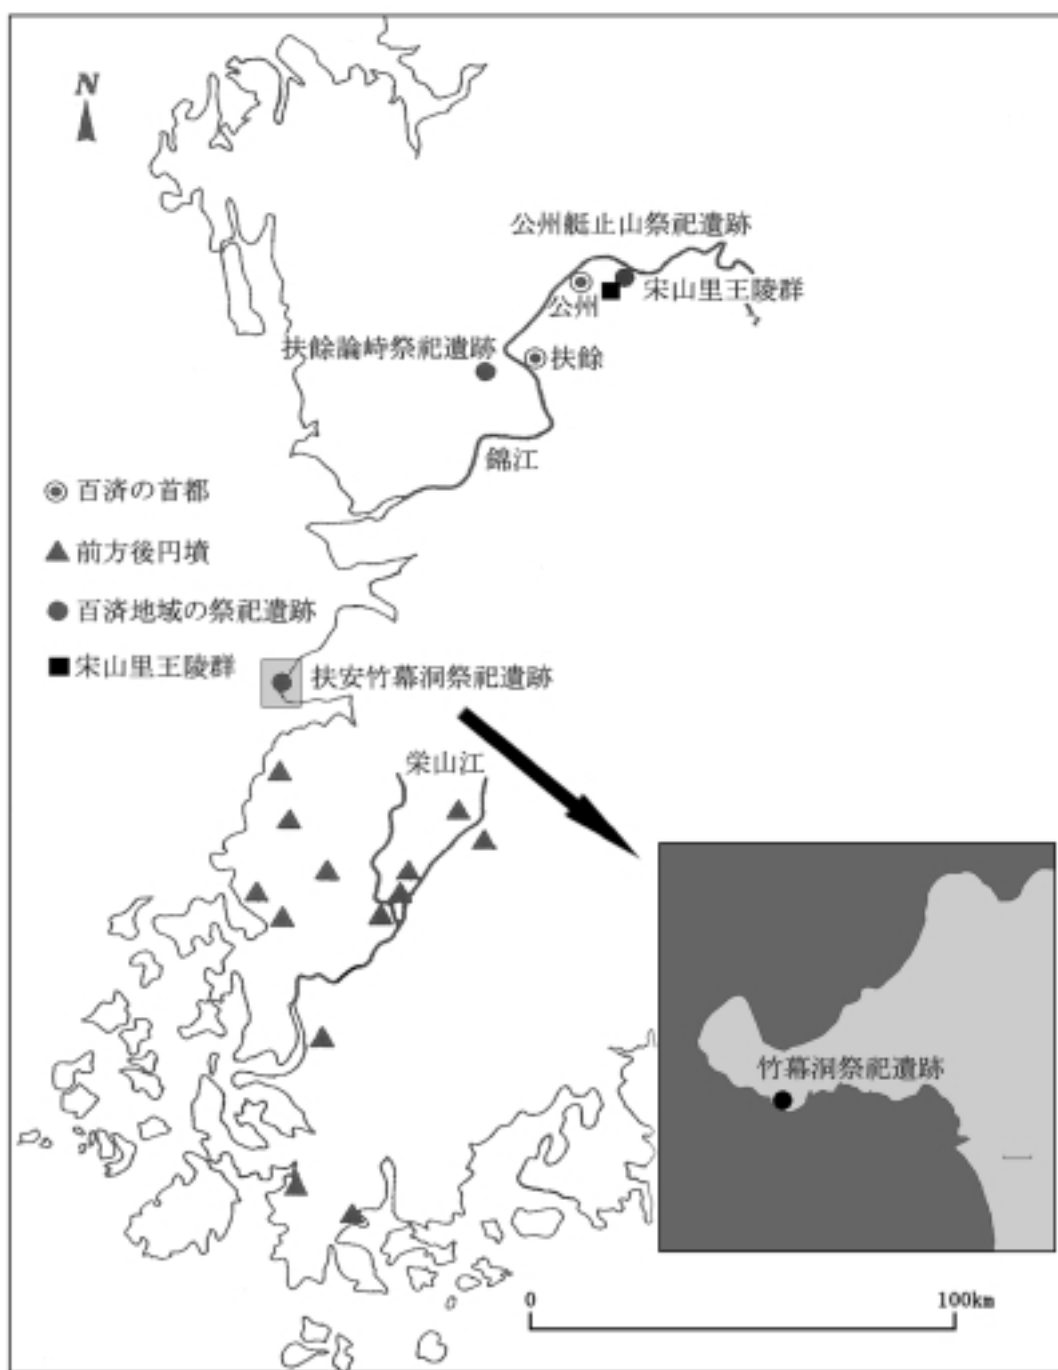 N
公州艇止山祭祀遺跡
宋山里王陵群
公州
扶餘論峙祭祀遺跡
扶餘
錦江
百済の首都
前方後円墳
百済地域の祭祀遺跡
宋山里王陵群
扶安竹幕洞祭祀遺跡
栄山江
竹幕洞祭祀遺跡
0
100km